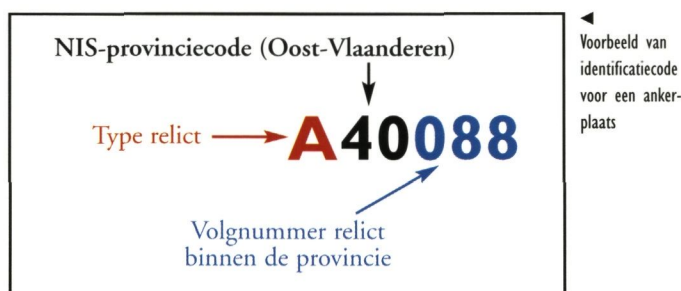 NIS-provinciecode (Oost-Vlaanderen)
Type relict
A40088
Volgnummer relict
binnen de provincie
Voorbeeld van
identificatiecode
voor een anker-
plaats